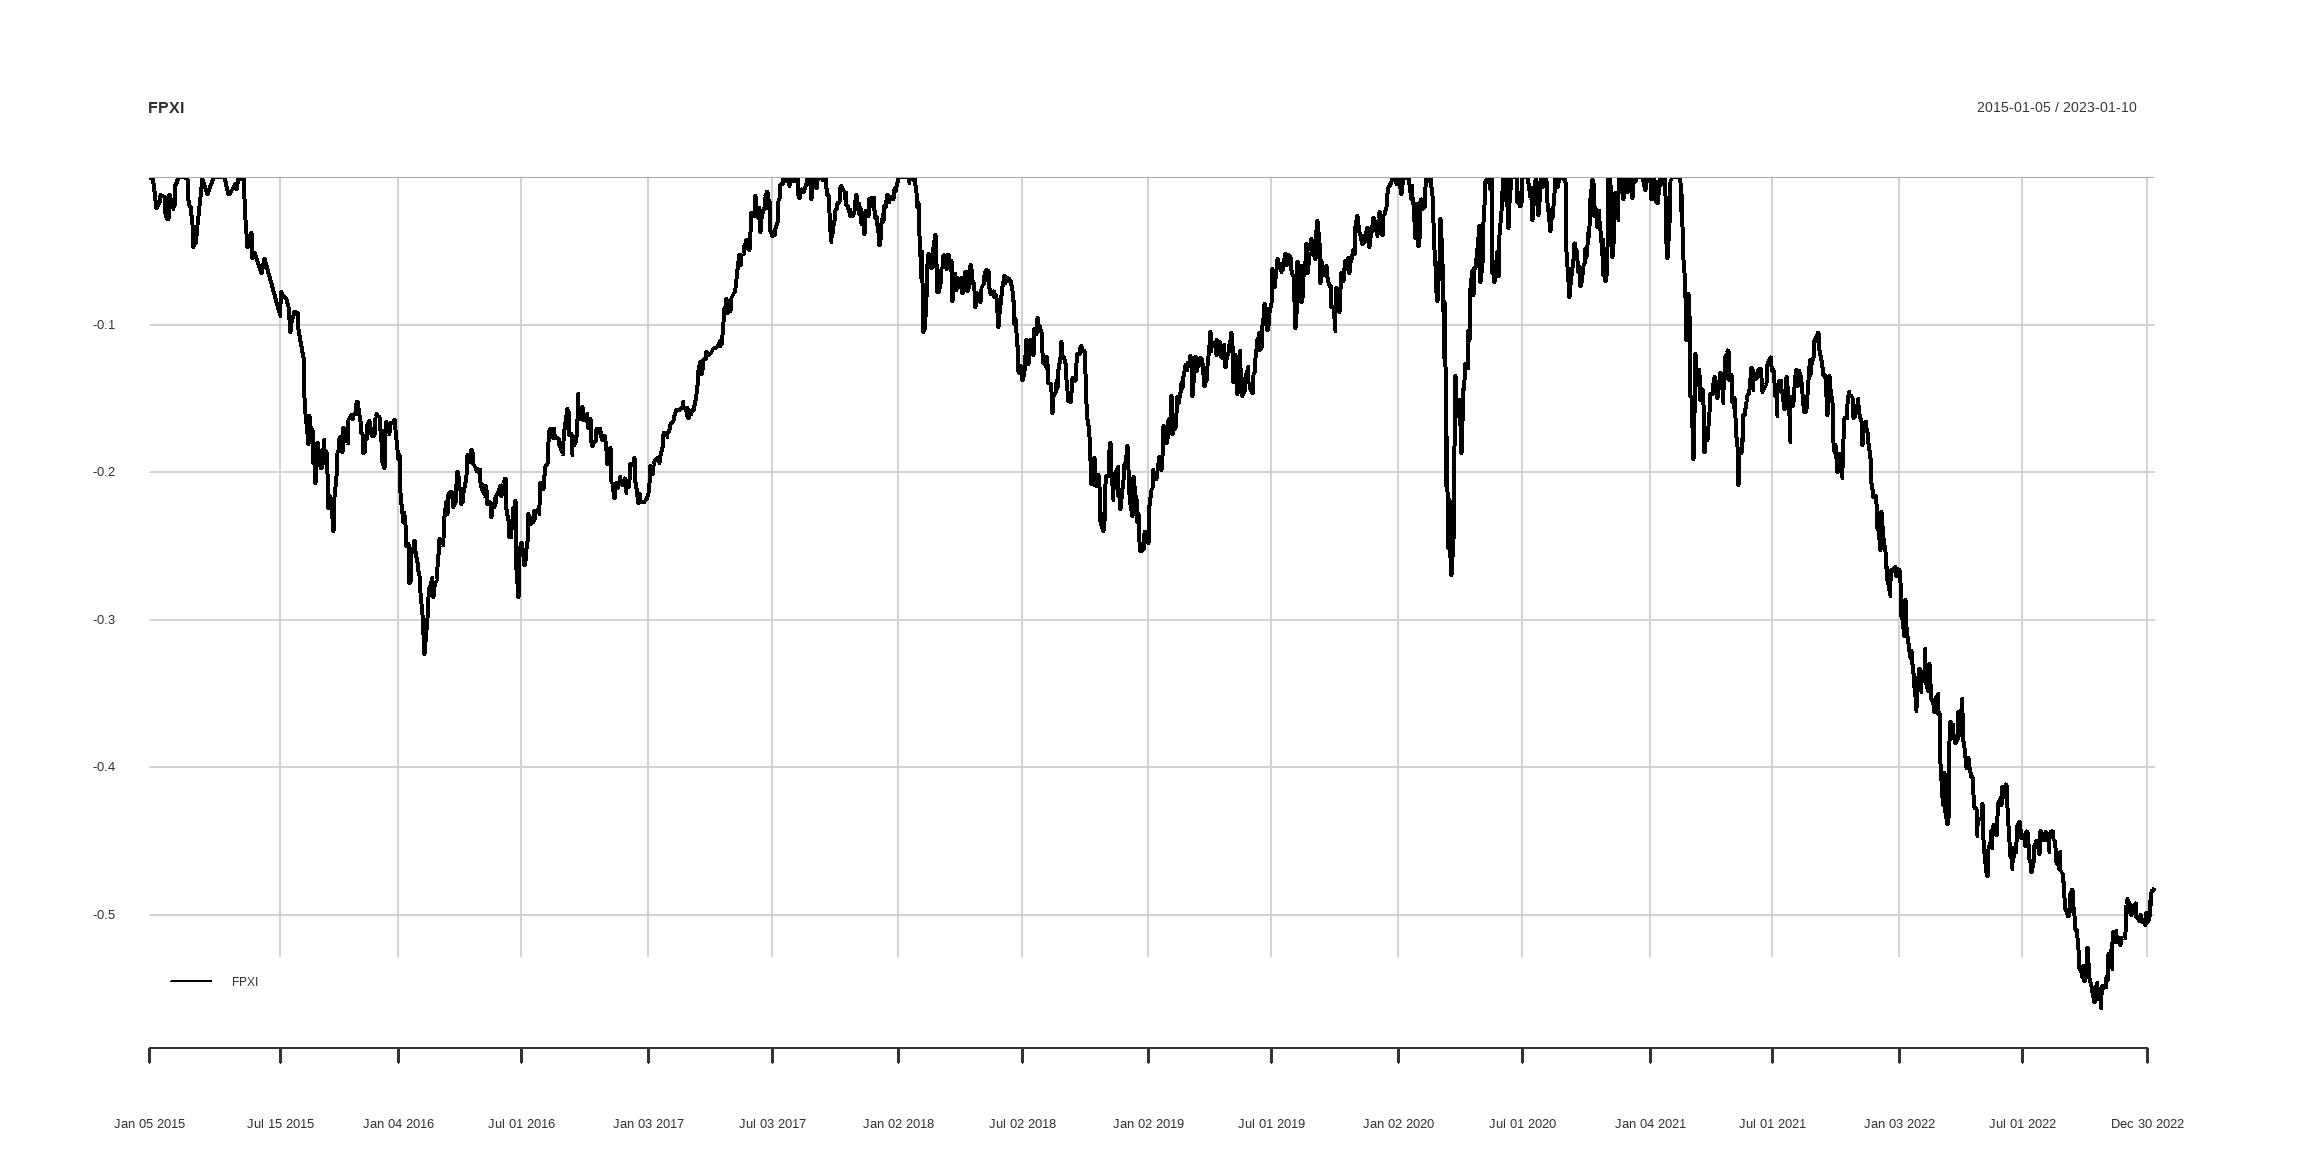 FPXI
2015-01-05 / 2023-01-10
-0.1
-0.2
-0.3
-0.4
-0.5
FPXI
Jan 05 2015
Jul 15 2015
Jan 04 2016
Jul 01 2016
Jan 03 2017
Jul 03 2017
Jan 02 2018
Jul 02 2018
Jan 02 2019
Jul 01 2019
Jan 02 2020
Jul 01 2020
Jan 04 2021
Jul 01 2021
Jan 03 2022
Jul 01 2022
Dec 30 2022